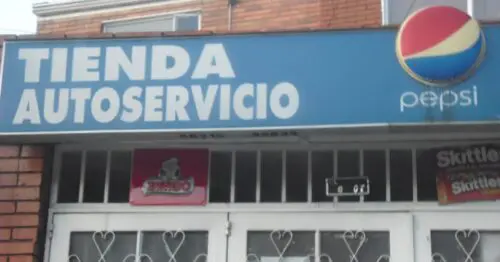 TIENDA
AUTOSERVICIO
pepsi
Skittles
Skittles